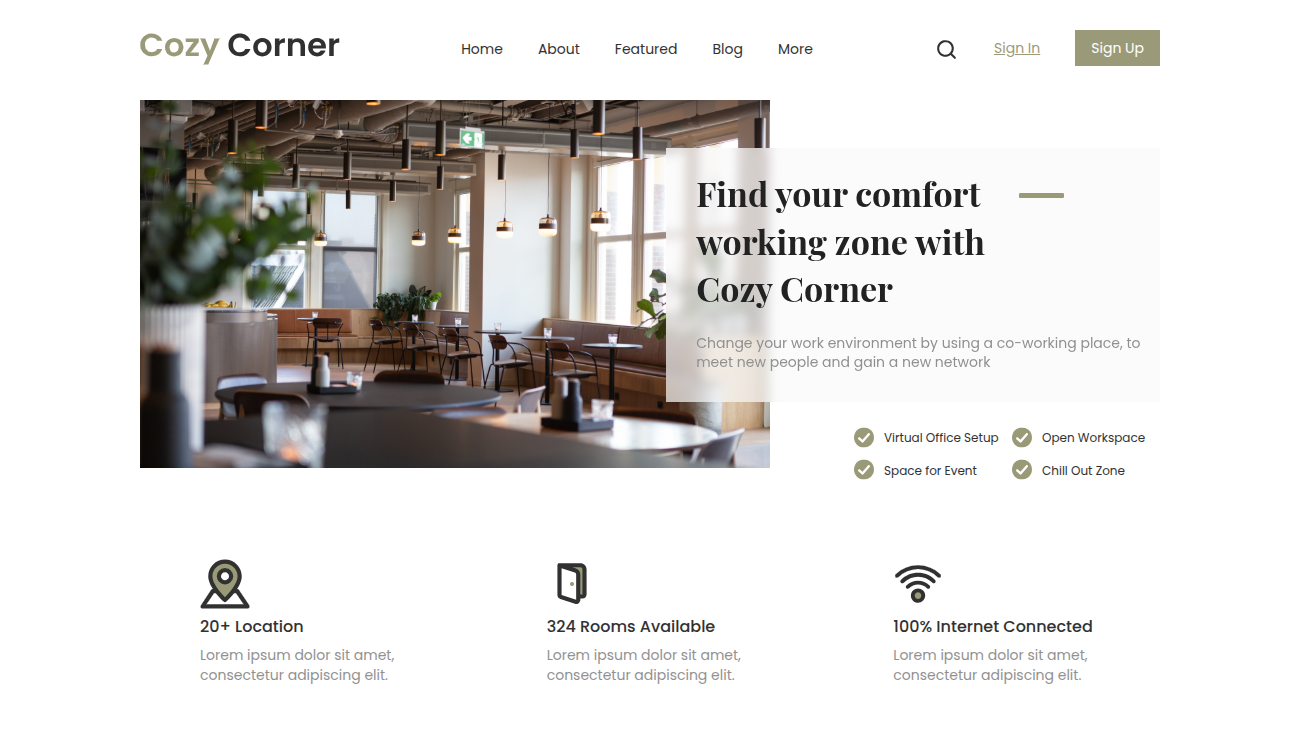 Cozy Corner
Home About Featured Blog More
Sign In Sign Up
Find your comfort
working zone with
Cozy Corner
Change your work environment by using a co-working place, to
meet new people and gain a new network
Virtual Office Setup Open Workspace
Space for Event Chill Out Zone
20+ Location
Lorem ipsum dolor sit amet,
consectetur adipiscing elit.
324 Rooms Available
Lorem ipsum dolor sit amet,
consectetur adipiscing elit.
100% Internet Connected
Lorem ipsum dolor sit amet,
consectetur adipiscing elit.